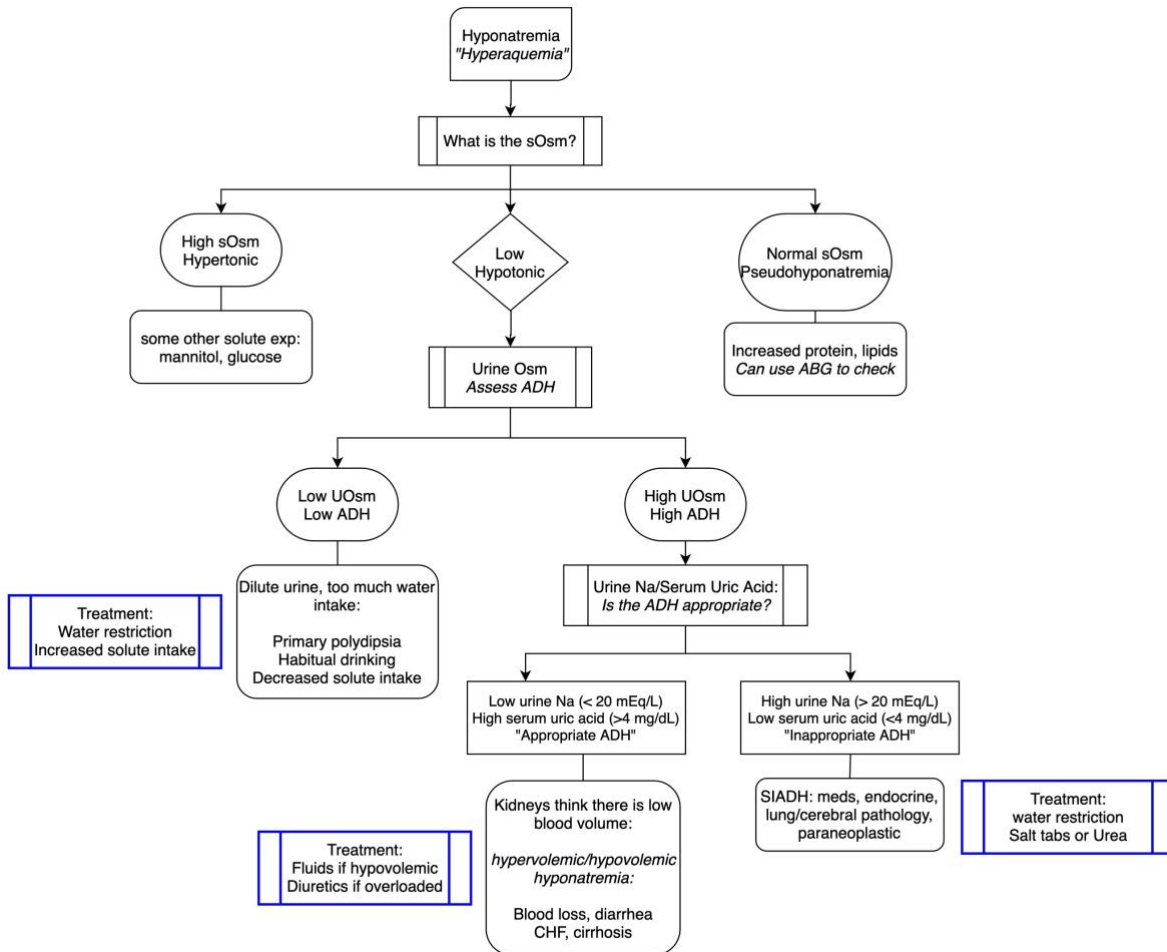 Hyponatremia
"Hyperaquemia"
What is the sOsm?
High sOsm
Hypertonic
Low
Hypotonic
Normal sOsm
Pseudohyponatremia
some other solute exp:
mannitol, glucose
Increased protein, lipids
Can use ABG to check
Urine Osm
Assess ADH
Low UOsm
Low ADH
High UOsm
High ADH
Treatment:
Water restriction
Increased solute intake
Dilute urine, too much water
intake:
Primary polydipsia
Habitual drinking
Decreased solute intake
Urine Na/Serum Uric Acid:
Is the ADH appropriate?
Low urine Na (< 20 mEq/L)
High serum uric acid (>4 mg/dL)
"Appropriate ADH"
High urine Na (> 20 mEq/L)
Low serum uric acid (<4 mg/dL)
"Inappropriate ADH"
Treatment:
Fluids if hypovolemic
Diuretics if overloaded
Kidneys think there is low
blood volume:
hypervolemic/hypovolemic
hyponatremia:
Blood loss, diarrhea
CHF, cirrhosis
SIADH: meds, endocrine,
lung/cerebral pathology,
paraneoplastic
Treatment:
water restriction
Salt tabs or Urea